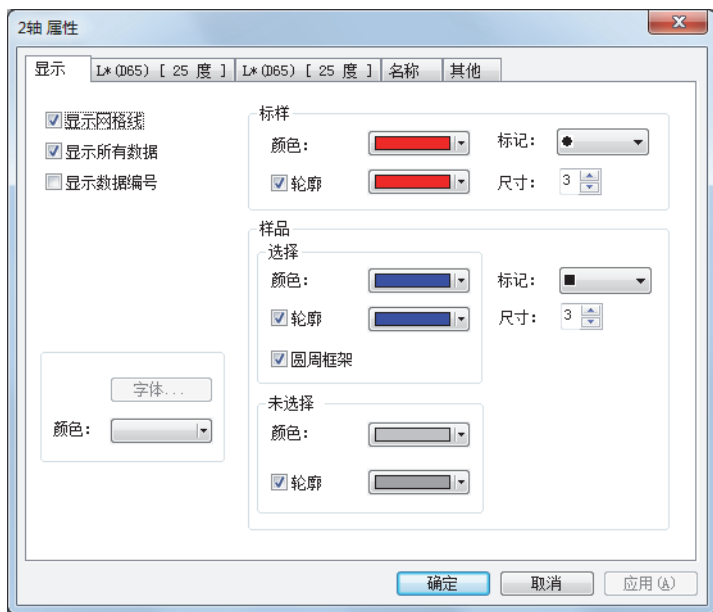 2轴 属性
显示 L*(D65) [ 25 度 ] L*(D65) [ 25 度 ] 名称 其他
显示网格线
显示所有数据
显示数据编号
标样
颜色： 标记：
轮廓 尺寸： 3
样品
选择
颜色： 标记：
轮廓 尺寸： 3
圆周框架
字体...
颜色：
未选择
颜色：
轮廓
确定 取消 应用(A)